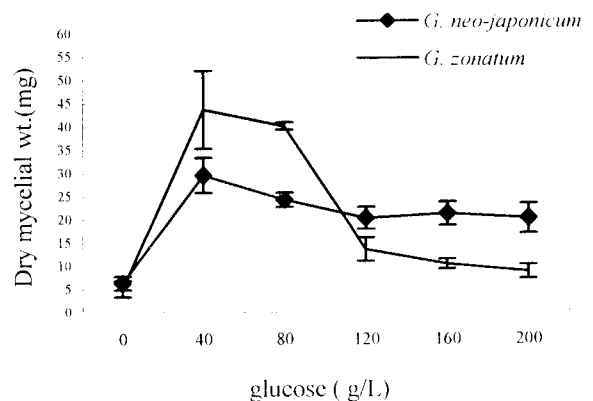 G. neo-japonicum
G. zonatum
Dry mycelial wt.(mg)
60
55
50
45
40
35
30
25
20
15
10
5
0
0 40 80 120 160 200
glucose ( g/L)